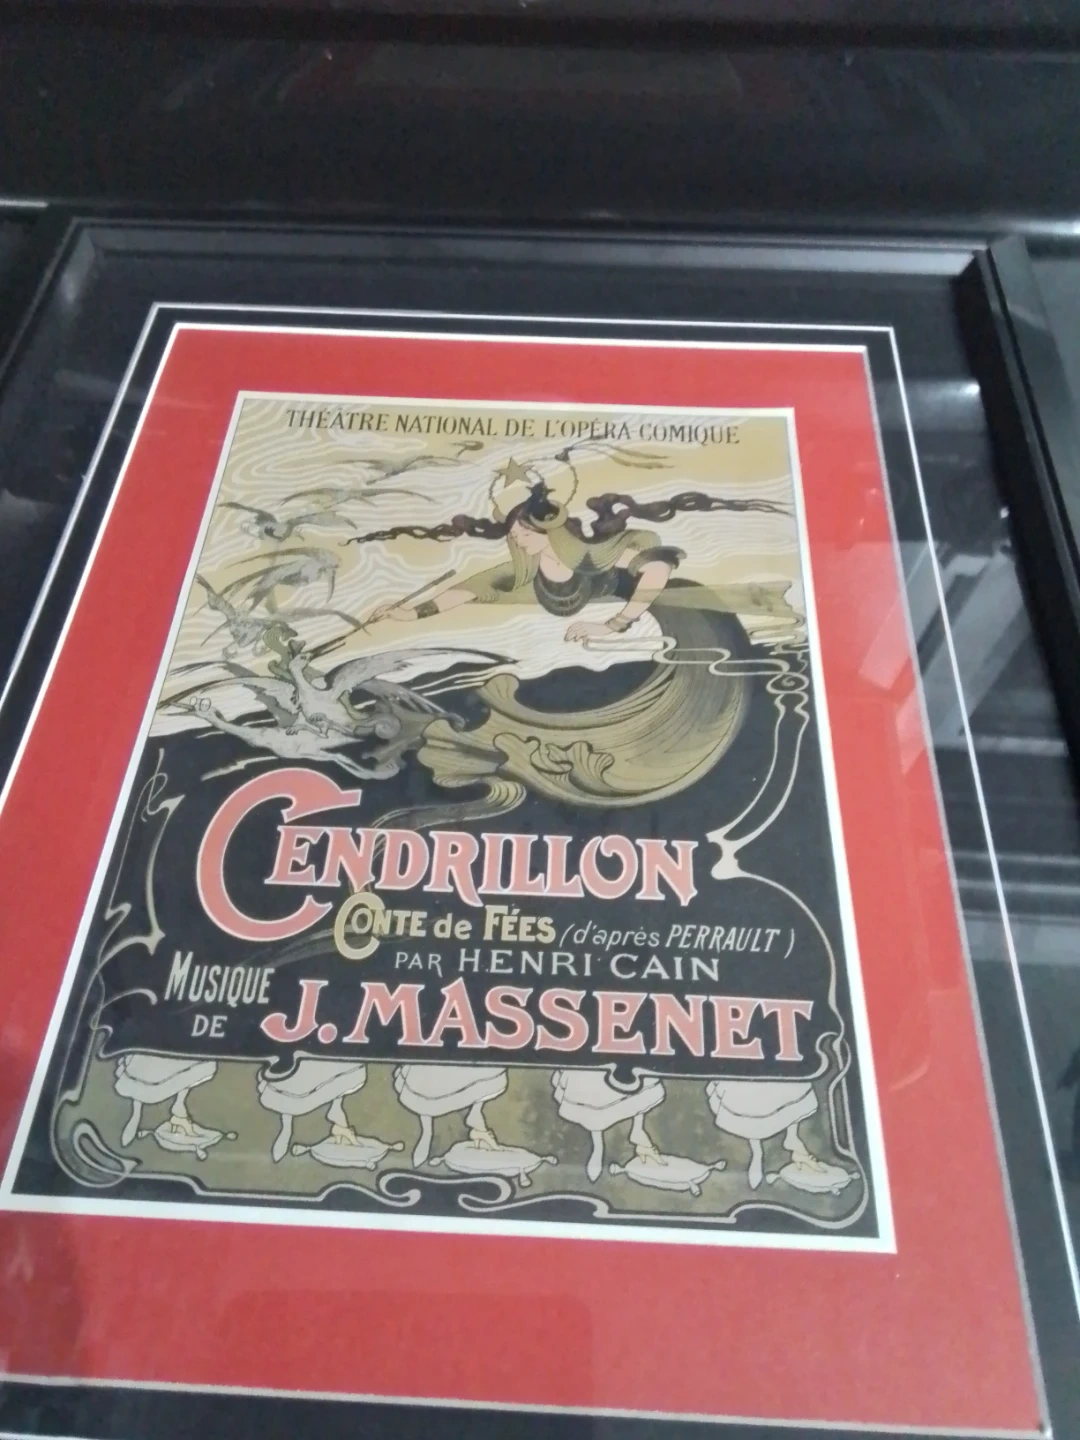 THÉÂTRE NATIONAL DE L'OPÉRA-COMIQUE
CENDRILLON
CONTE de FÉES (d'après PERRAULT)
PAR HENRI CAIN
MUSIQUE DE J. MASSENET